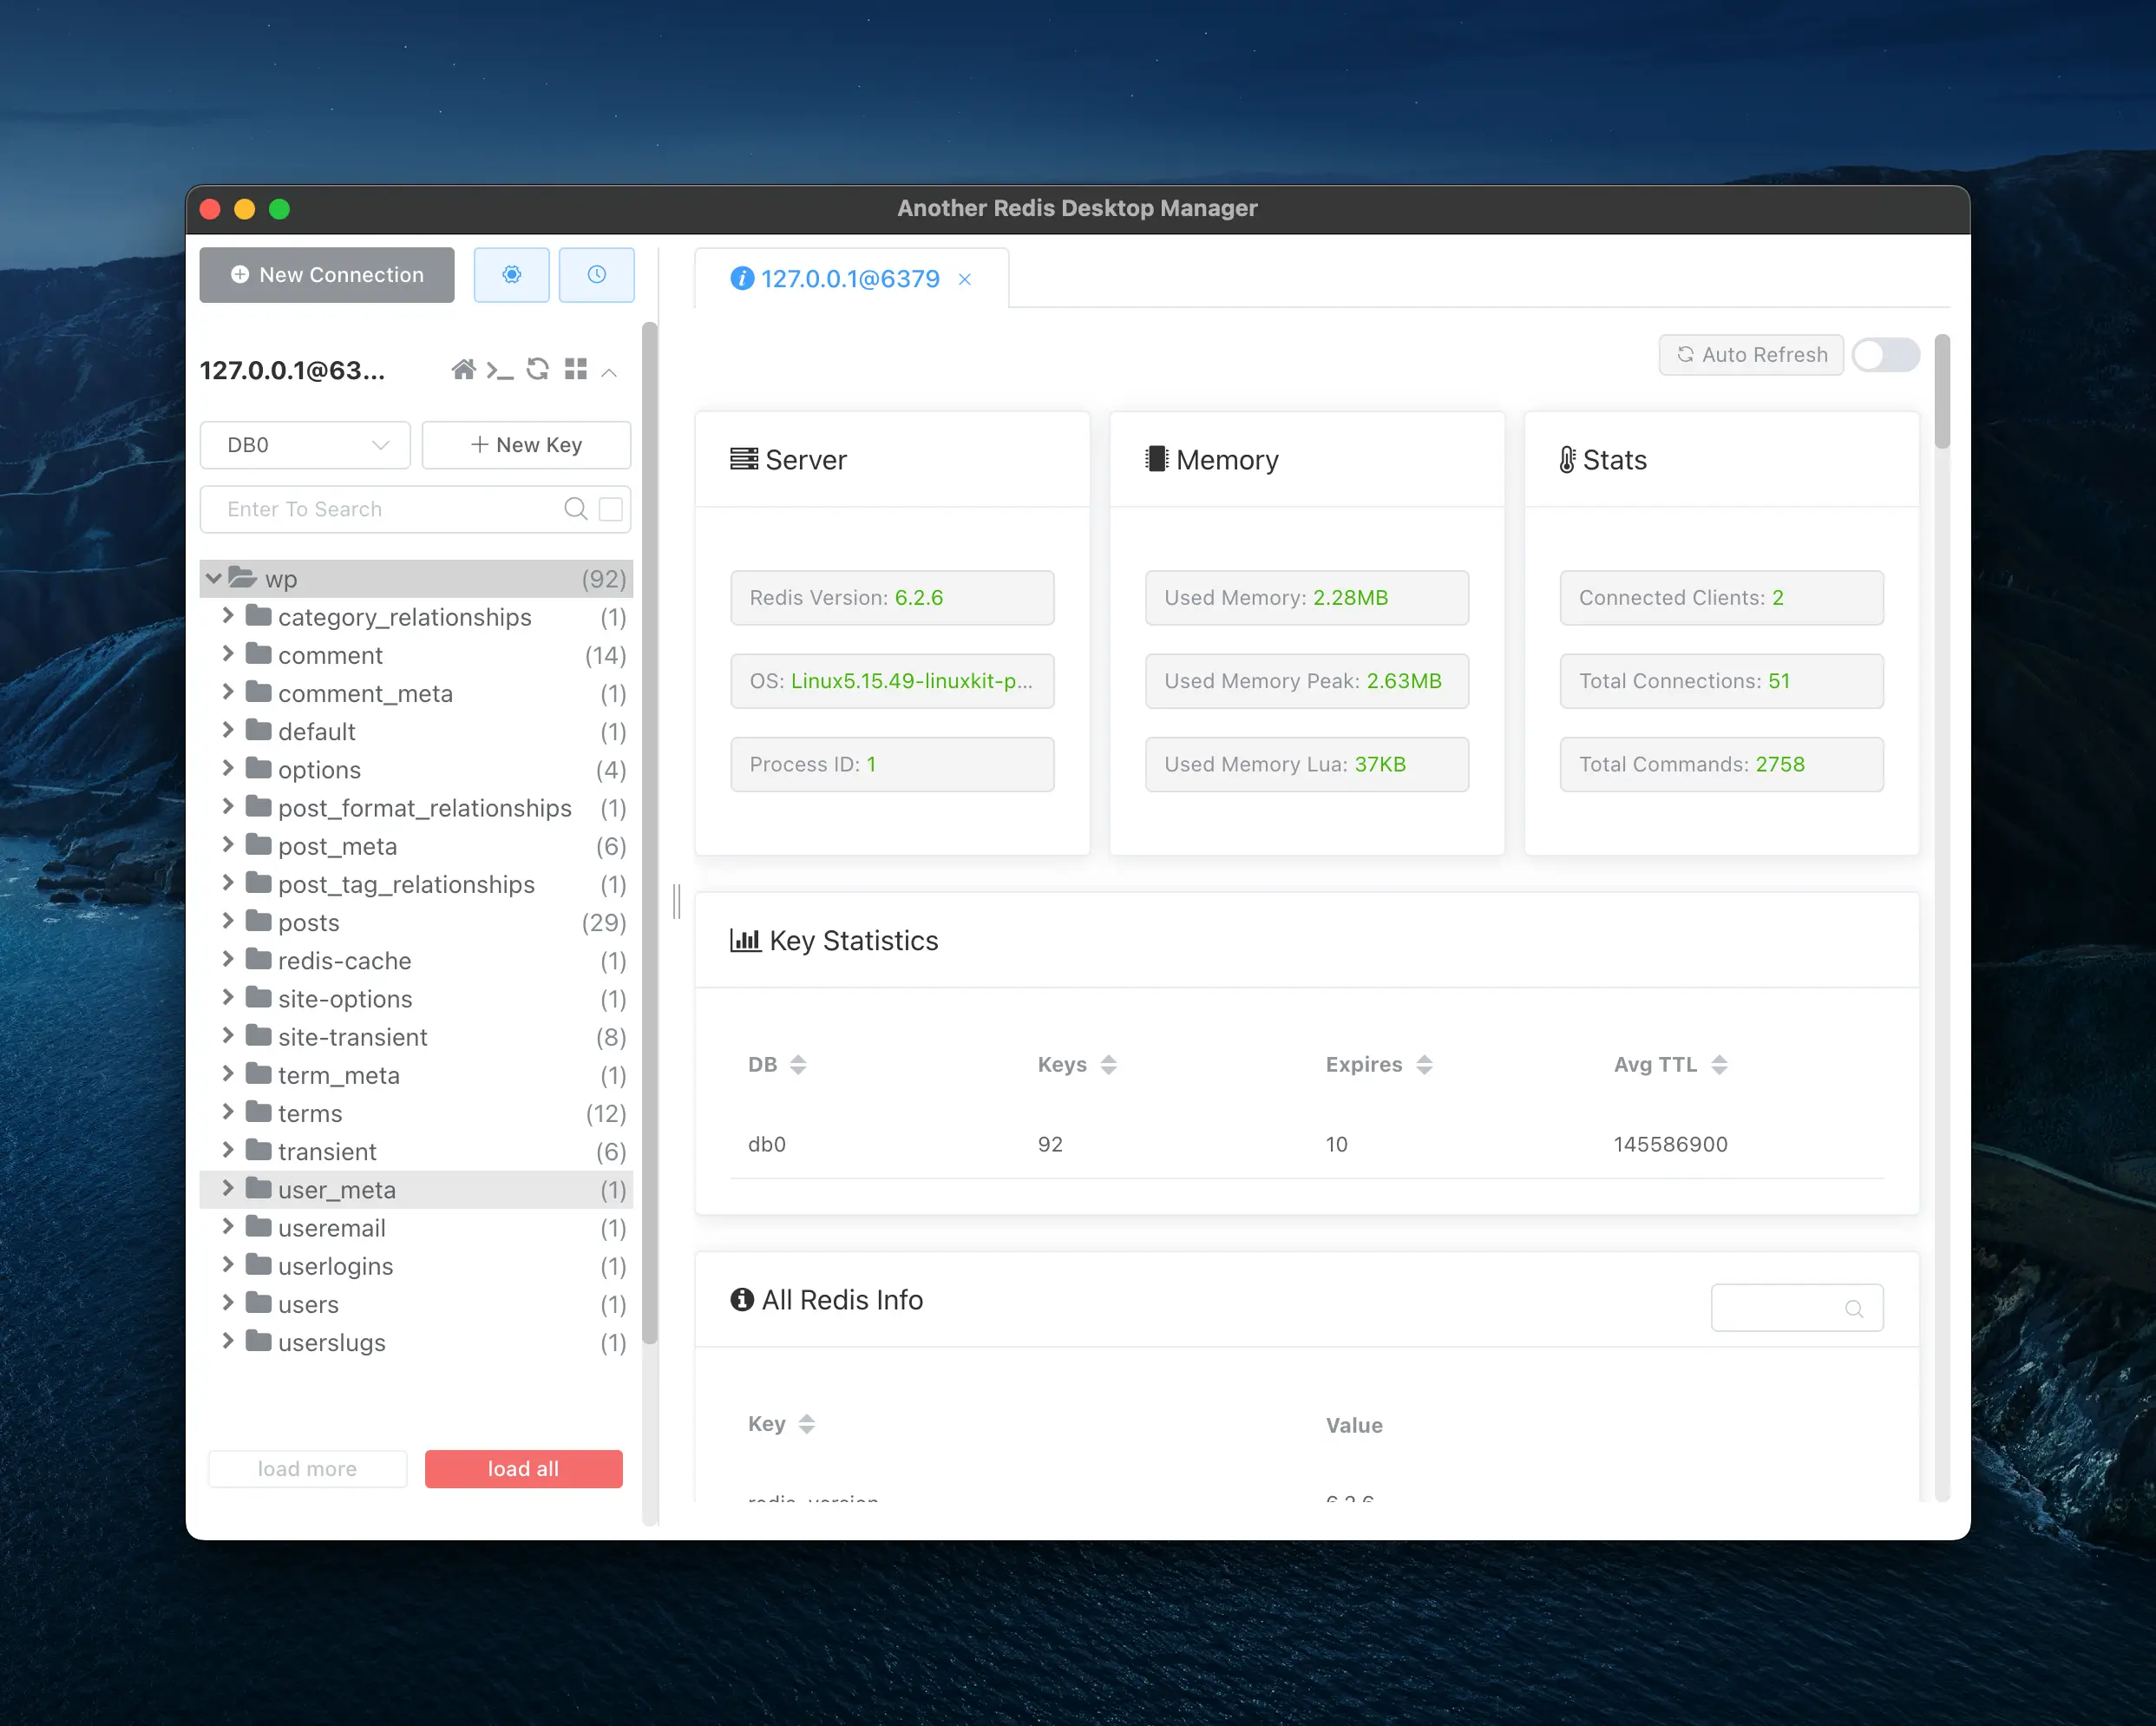 Another Redis Desktop Manager
New Connection
127.0.0.1@63...
DB0
New Key
Enter To Search
wp (92)
category_relationships (1)
comment (14)
comment_meta (1)
default (1)
options (4)
post_format_relationships (1)
post_meta (6)
post_tag_relationships (1)
posts (29)
redis-cache (1)
site-options (1)
site-transient (8)
term_meta (1)
terms (12)
transient (6)
user_meta (1)
useremail (1)
userlogins (1)
users (1)
userslugs (1)
load more load all
127.0.0.1@6379
Auto Refresh
Server
Redis Version: 6.2.6
OS: Linux5.15.49-linuxkit-p...
Process ID: 1
Memory
Used Memory: 2.28MB
Used Memory Peak: 2.63MB
Used Memory Lua: 37KB
Stats
Connected Clients: 2
Total Connections: 51
Total Commands: 2758
Key Statistics
DB Keys Expires Avg TTL
db0 92 10 145586900
All Redis Info
Key Value
redis_version 6.2.6